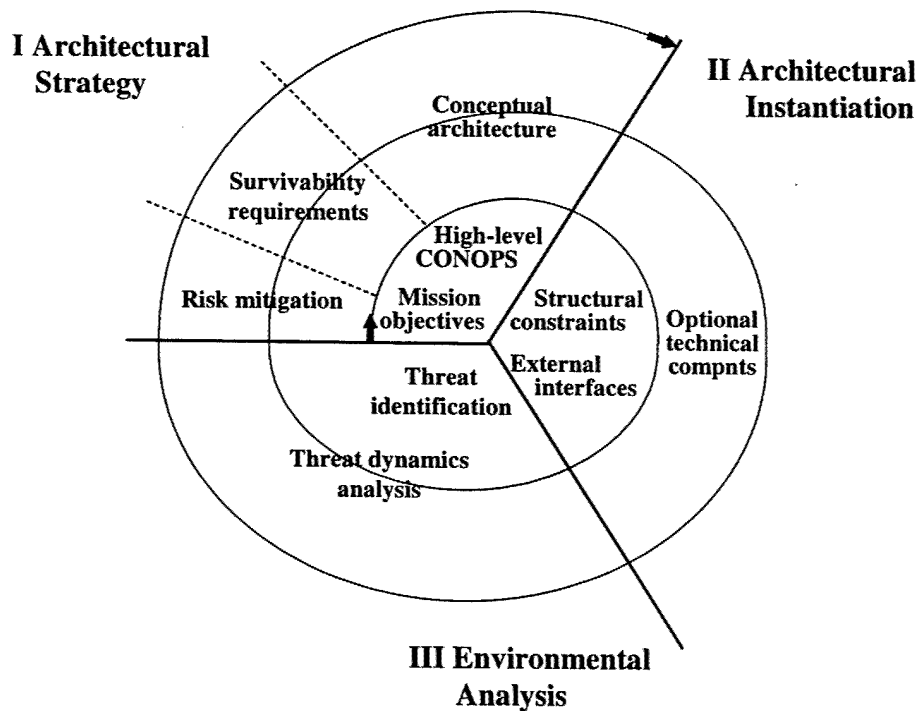 I Architectural
Strategy
II Architectural
Instantiation
Conceptual
architecture
Survivability
requirements
High-level
CONOPS
Risk mitigation
Mission
objectives
Structural
constraints
Optional
technical
compnts
External
interfaces
Threat
identification
Threat dynamics
analysis
III Environmental
Analysis